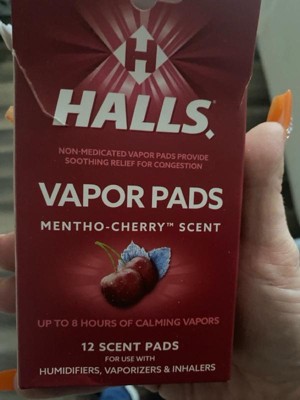 HALLS
NON-MEDICATED VAPOR PADS PROVIDE
SOOTHING RELIEF FOR CONGESTION
VAPOR PADS
MENTHO-CHERRY™ SCENT
UP TO 8 HOURS OF CALMING VAPORS
12 SCENT PADS
FOR USE WITH
HUMIDIFIERS, VAPORIZERS & INHALERS